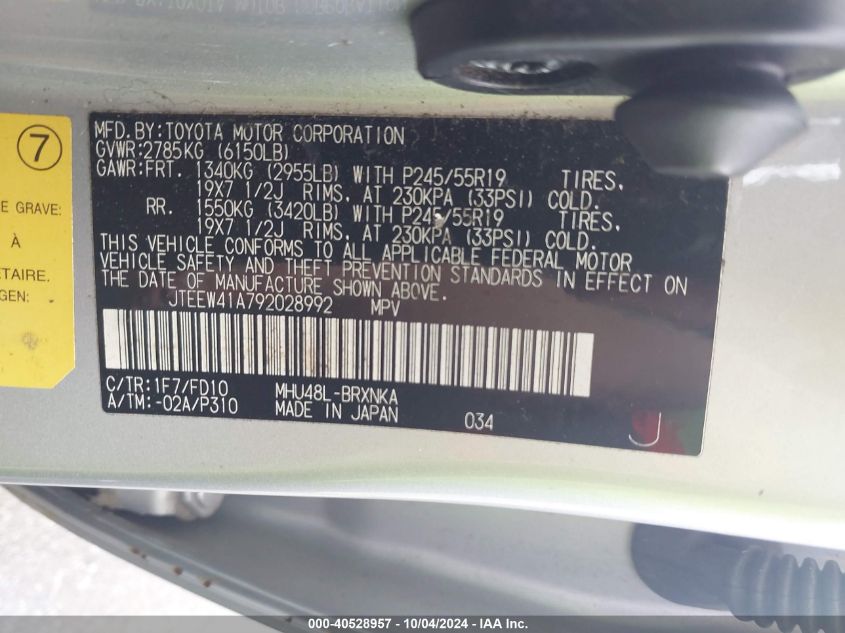 7
E GRAVE:
À
ÉTAIRE.
GEN:
MFD. BY: TOYOTA MOTOR CORPORATION
GVWR: 2785KG (6150LB)
GAWR: FRT. 1340KG (2955LB) WITH P245/55R19 TIRES,
19X7 1/2J RIMS, AT 230KPA (33PSI) COLD.
RR. 1550KG (3420LB) WITH P245/55R19 TIRES,
19X7 1/2J RIMS, AT 230KPA (33PSI) COLD.
THIS VEHICLE CONFORMS TO ALL APPLICABLE FEDERAL MOTOR
VEHICLE SAFETY AND THEFT PREVENTION STANDARDS IN EFFECT ON
THE DATE OF MANUFACTURE SHOWN ABOVE.
JTEEW41A792028992 MPV
C/TR: 1F7/FD10 MHU48L-BRXNKA
A/TM: -02A/P310 MADE IN JAPAN 034
J
000-40528957 - 10/04/2024 - IAA Inc.